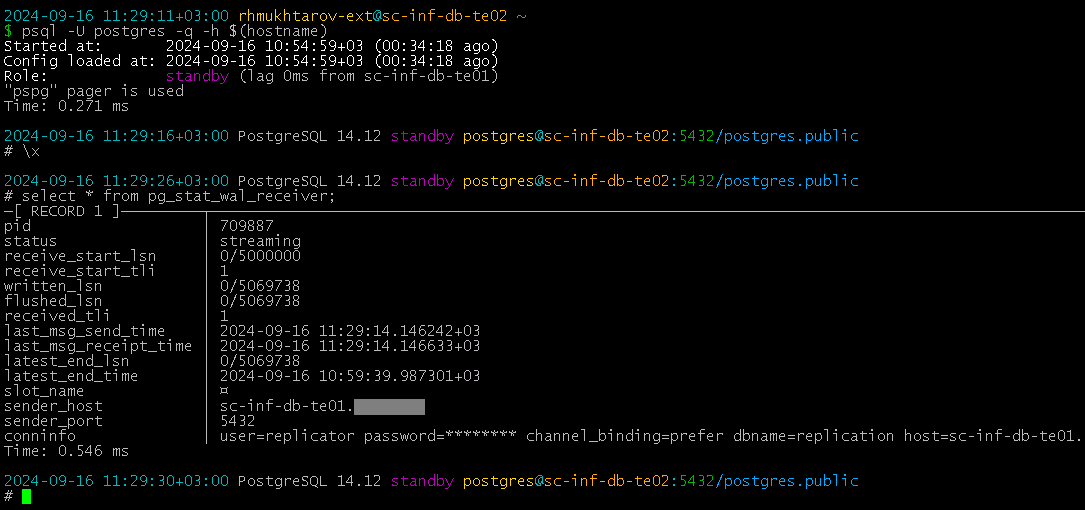 2024-09-16 11:29:11+03:00 rhmukhtarov-ext@sc-inf-db-te02 ~
$ psql -U postgres -q -h $(hostname)
Started at:       2024-09-16 10:54:59+03 (00:34:18 ago)
Config loaded at: 2024-09-16 10:54:59+03 (00:34:18 ago)
Role:             standby (lag 0ms from sc-inf-db-te01)
"pspg" pager is used
Time: 0.271 ms
2024-09-16 11:29:16+03:00 PostgreSQL 14.12 standby postgres@sc-inf-db-te02:5432/postgres.public
# \x
2024-09-16 11:29:26+03:00 PostgreSQL 14.12 standby postgres@sc-inf-db-te02:5432/postgres.public
# select * from pg_stat_wal_receiver;
─[ RECORD 1 ]─
pid │ 709887
status │ streaming
receive_start_lsn │ 0/5000000
receive_start_tli │ 1
written_lsn │ 0/5069738
flushed_lsn │ 0/5069738
received_tli │ 1
last_msg_send_time │ 2024-09-16 11:29:14.146242+03
last_msg_receipt_time │ 2024-09-16 11:29:14.146633+03
latest_end_lsn │ 0/5069738
latest_end_time │ 2024-09-16 10:59:39.987301+03
slot_name │ ¤
sender_host │ sc-inf-db-te01.
sender_port │ 5432
conninfo │ user=replicator password=******** channel_binding=prefer dbname=replication host=sc-inf-db-te01.
Time: 0.546 ms
2024-09-16 11:29:30+03:00 PostgreSQL 14.12 standby postgres@sc-inf-db-te02:5432/postgres.public
#